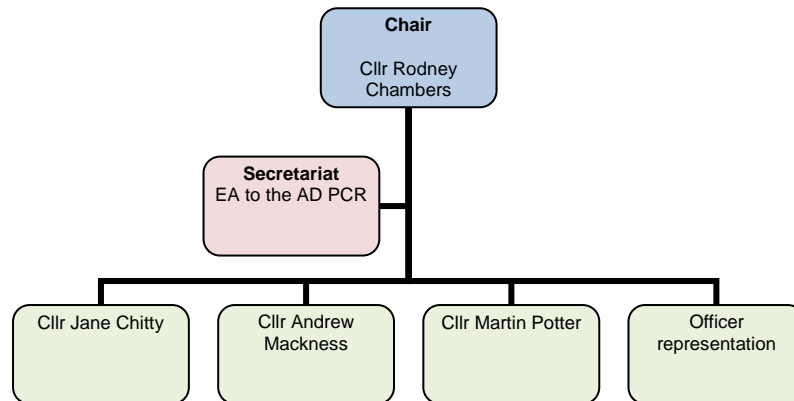 Chair
Cllr Rodney
Chambers
Secretariat
EA to the AD PCR
Cllr Jane Chitty
Cllr Andrew
Mackness
Cllr Martin Potter
Officer
representation